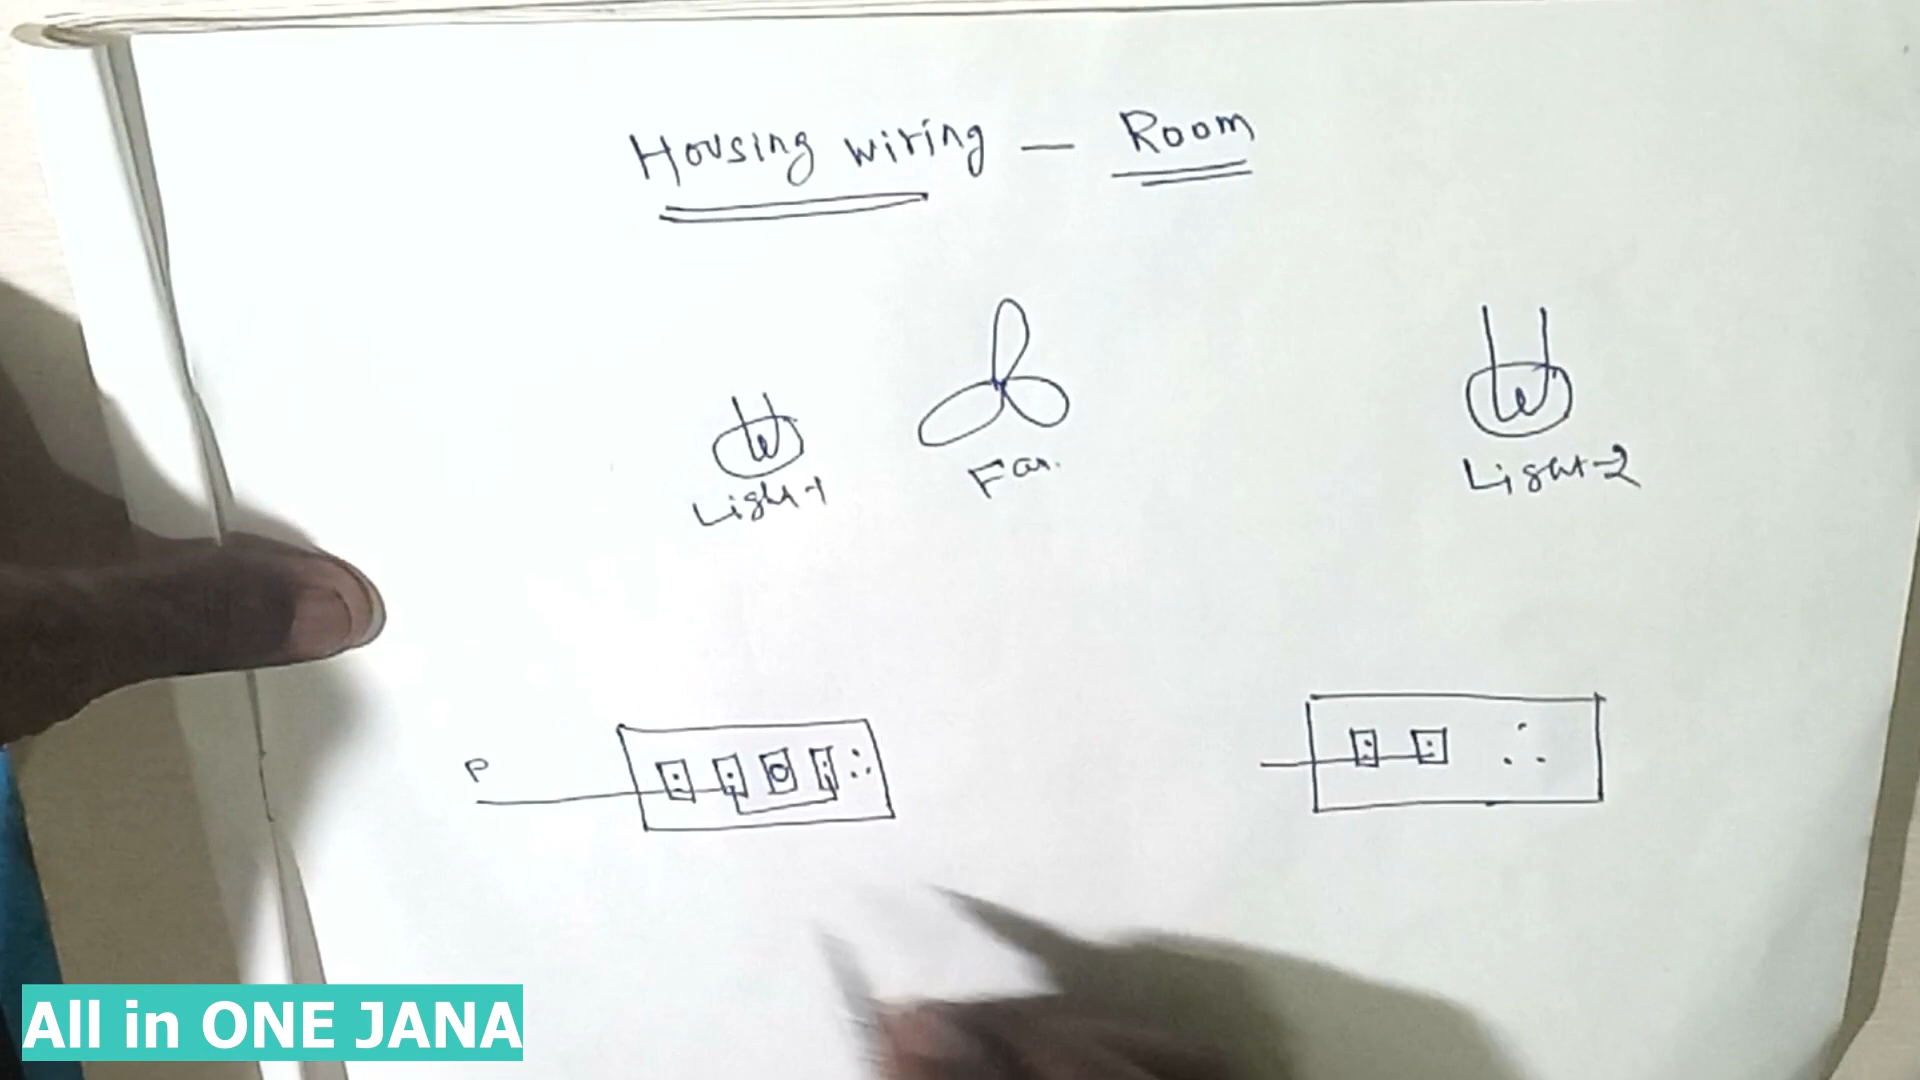 Housing wiring — Room
Light-1
Fan.
Light-2
P
All in ONE JANA